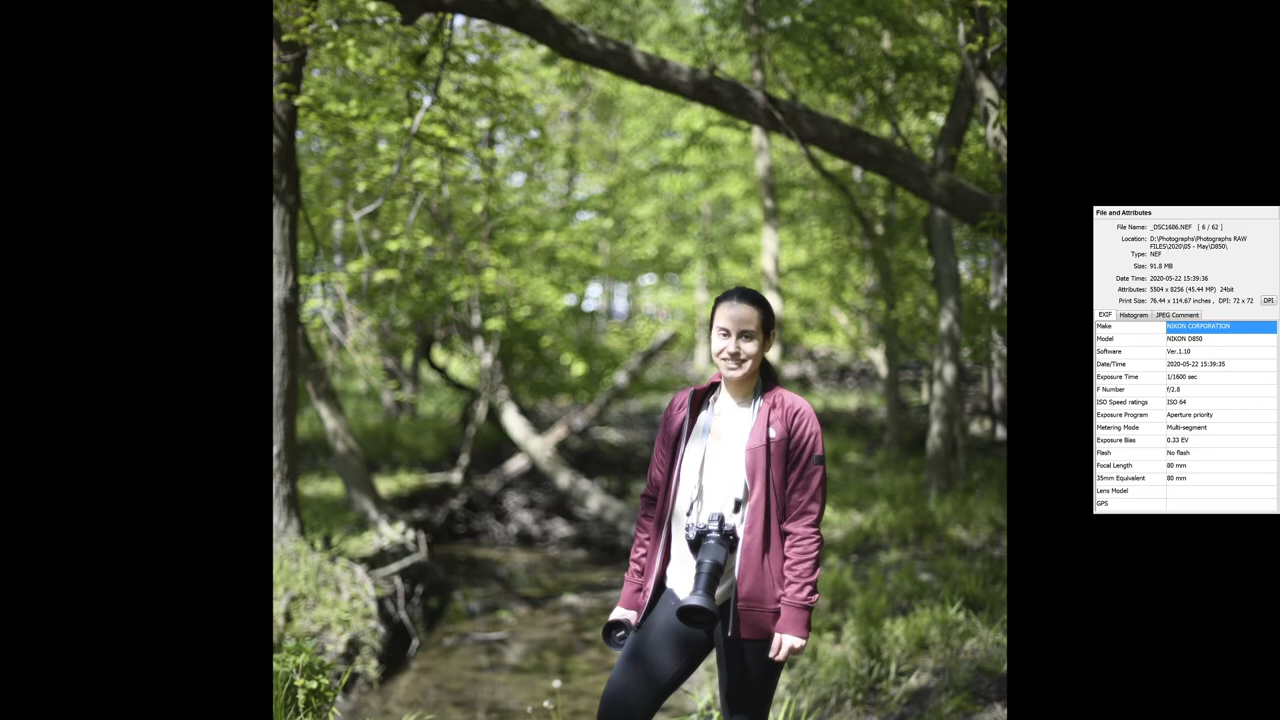 File and Attributes
File Name: _DSC1686.NEF [ 6 / 62 ]
Location: D:\Photographs\Photographs RAW
FILES\2020\05 - May\D850\
Type: NEF
Size: 91.8 MB
Date Time: 2020-05-22 15:39:36
Attributes: 5504 x 8256 (45.44 MP) 24bit
Print Size: 76.44 x 114.67 inches , DPI: 72 x 72 DPI
EXIF Histogram JPEG Comment
Make NIKON CORPORATION
Model NIKON D850
Software Ver.1.10
Date/Time 2020-05-22 15:39:35
Exposure Time 1/1600 sec
F Number f/2.8
ISO Speed ratings ISO 64
Exposure Program Aperture priority
Metering Mode Multi-segment
Exposure Bias 0.33 EV
Flash No flash
Focal Length 80 mm
35mm Equivalent 80 mm
Lens Model
GPS